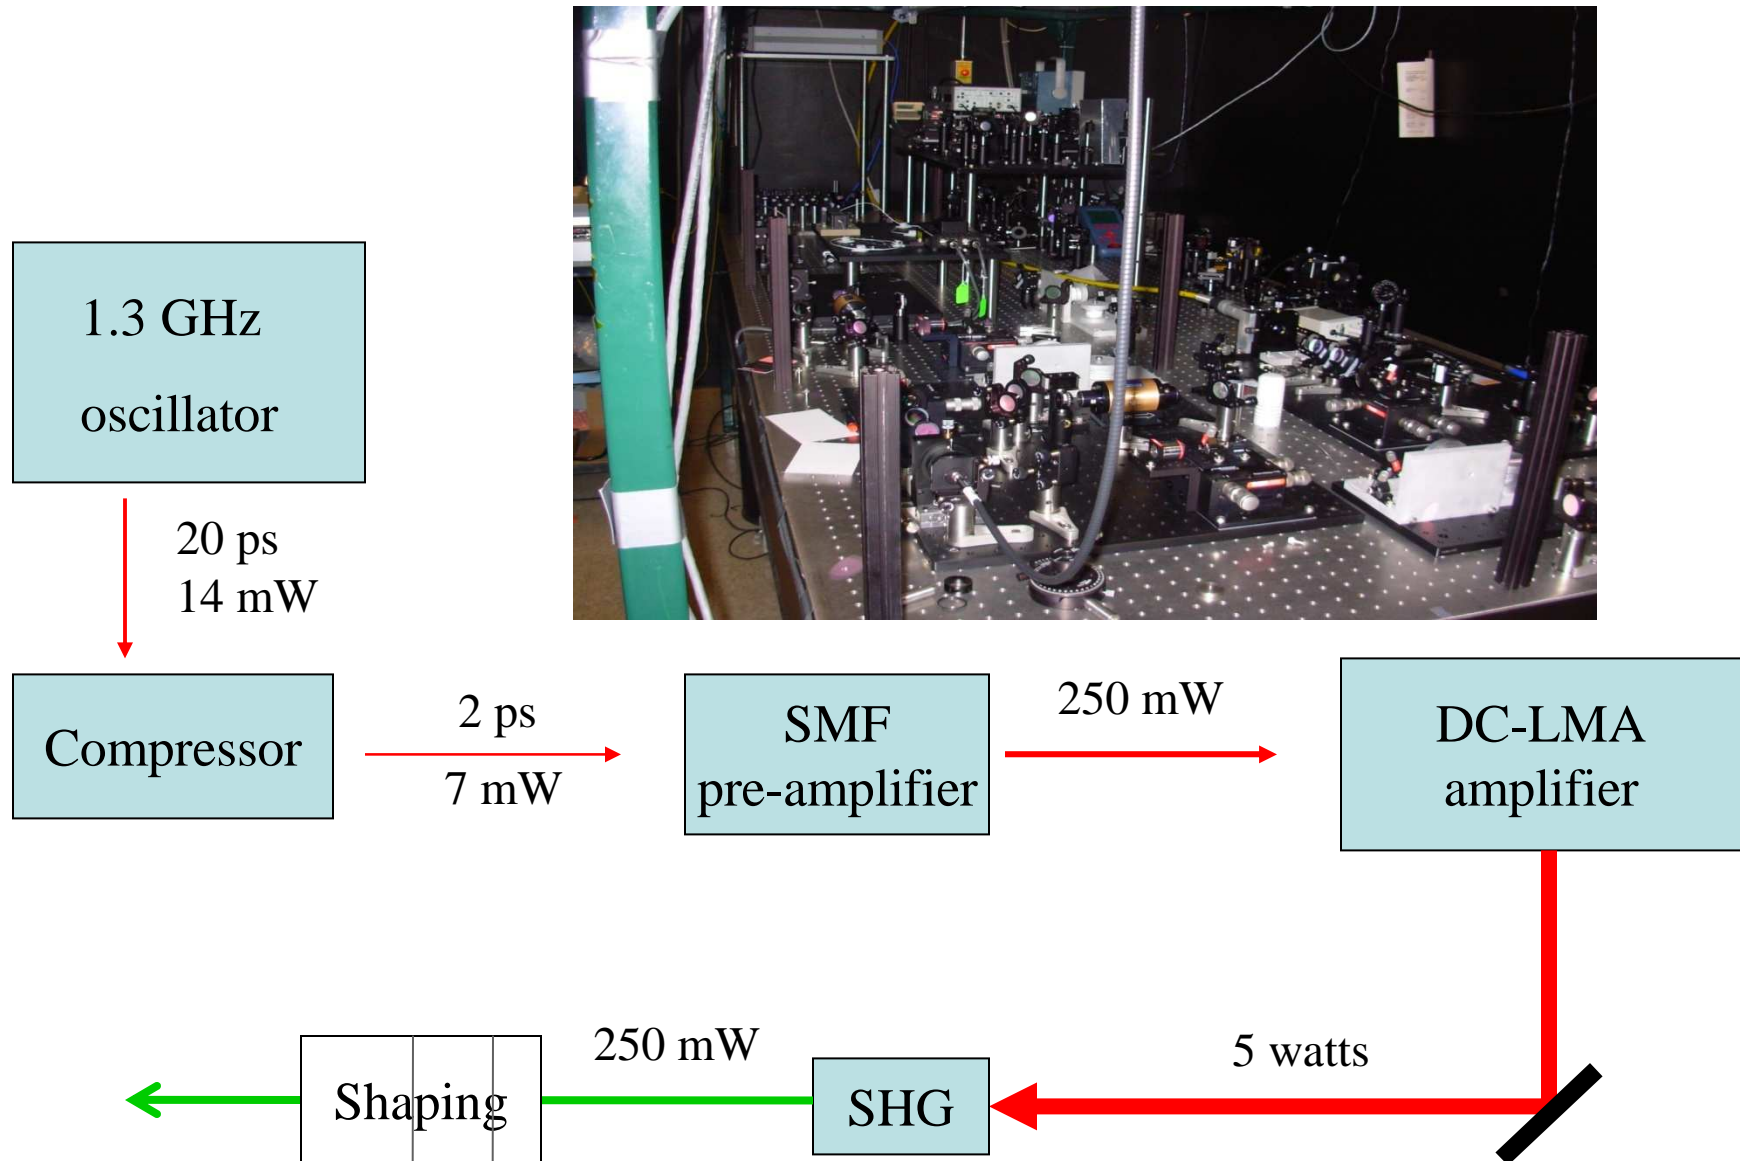 1.3 GHz
oscillator
20 ps
14 mW
Compressor
2 ps
7 mW
SMF
pre-amplifier
250 mW
DC-LMA
amplifier
5 watts
SHG
250 mW
Shaping